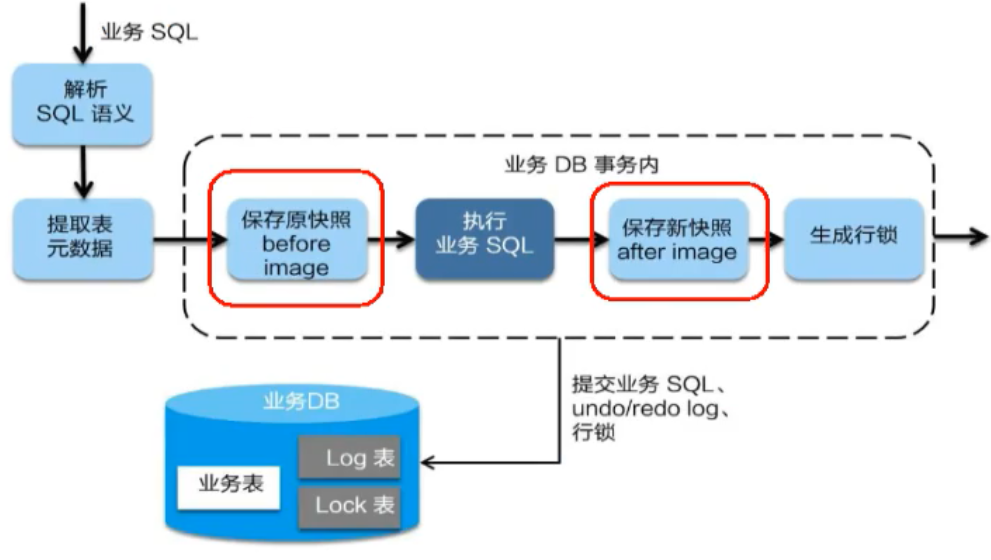 业务 SQL
解析
SQL 语义
业务 DB 事务内
提取表
元数据
保存原快照
before
image
执行
业务 SQL
保存新快照
after image
生成行锁
提交业务 SQL、
undo/redo log、
行锁
业务DB
Log 表
业务表
Lock 表